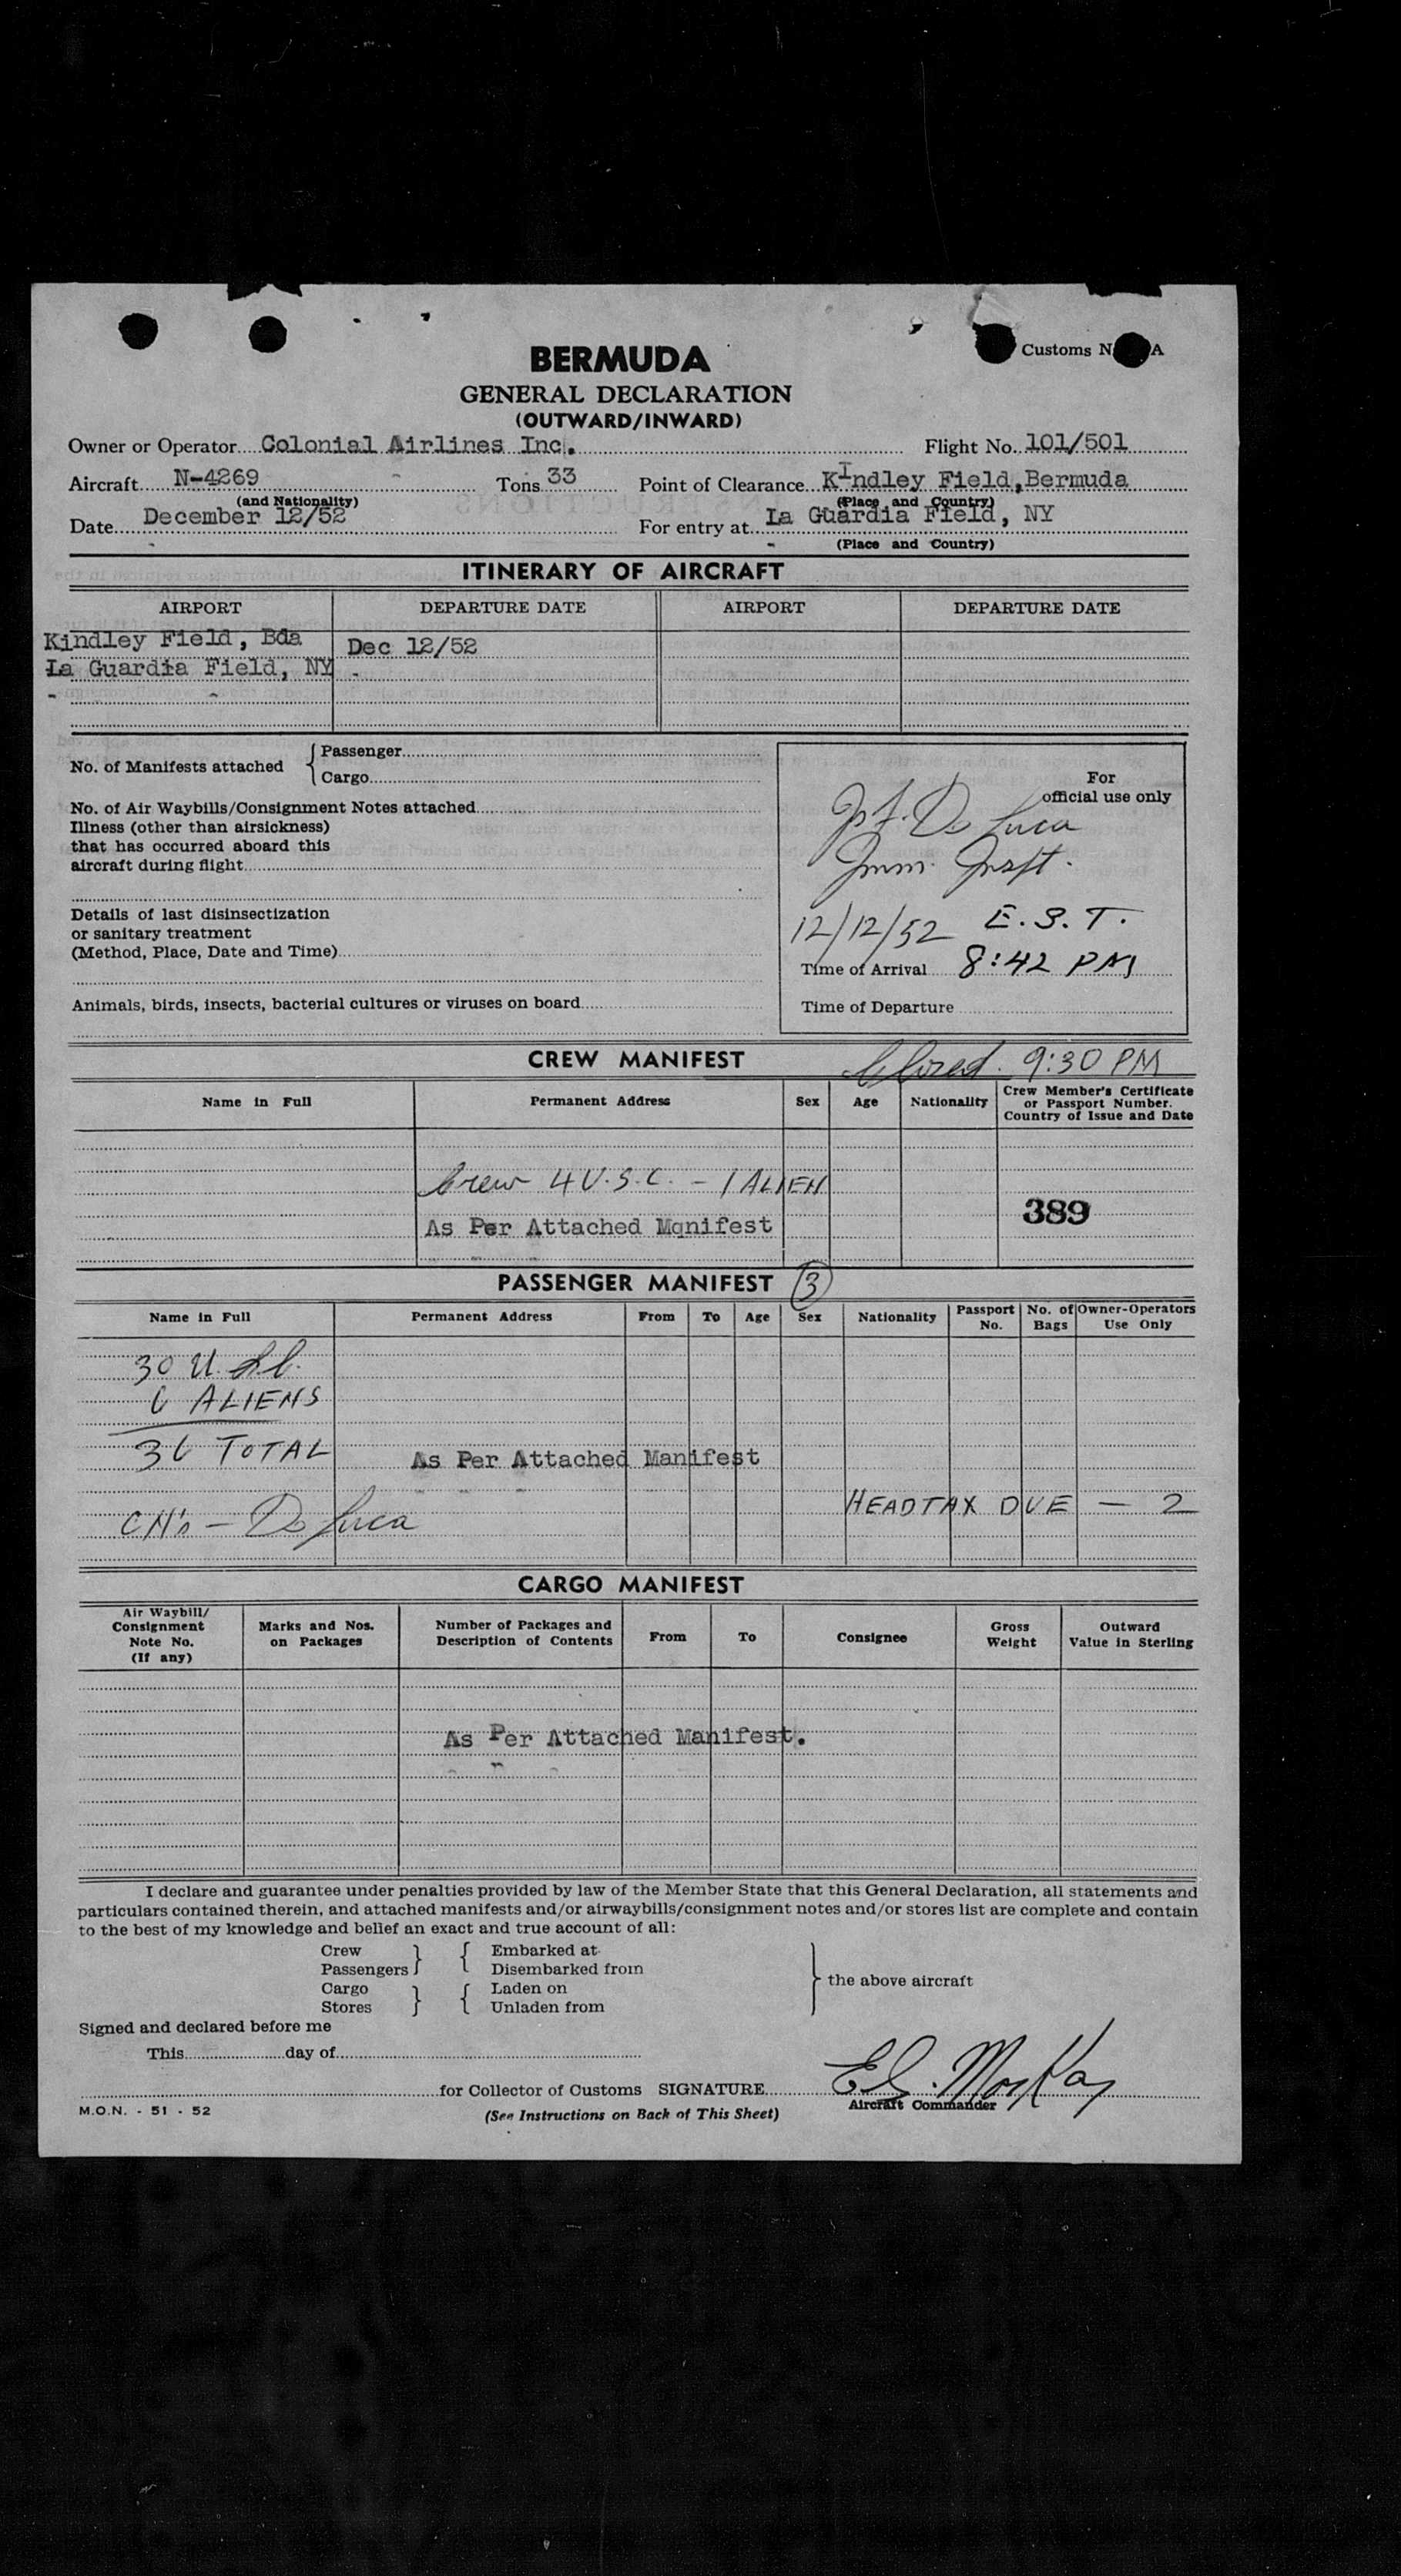 Customs N A
BERMUDA
GENERAL DECLARATION
(OUTWARD/INWARD)
Owner or Operator Colonial Airlines Inc. Flight No. 101/501
Aircraft N-4269 Tons 33 Point of Clearance KIndley Field, Bermuda
(and Nationality) (Place and Country)
Date December 12/52 For entry at La Guardia Field, NY
(Place and Country)
ITINERARY OF AIRCRAFT
AIRPORT DEPARTURE DATE AIRPORT DEPARTURE DATE
Kindley Field, Bda Dec 12/52
La Guardia Field, NY
No. of Manifests attached { Passenger
Cargo
No. of Air Waybills/Consignment Notes attached
Illness (other than airsickness)
that has occurred aboard this
aircraft during flight
Details of last disinsectization
or sanitary treatment
(Method, Place, Date and Time)
Animals, birds, insects, bacterial cultures or viruses on board
For
official use only
De Luca
Imm. Inspt.
12/12/52 E.S.T.
Time of Arrival 8:42 PM
Time of Departure
CREW MANIFEST 9:30 PM
Name in Full Permanent Address Sex Age Nationality Crew Member's Certificate
or Passport Number.
Country of Issue and Date
Crew 4 U.S.C. - 1 ALIEN
389
As Per Attached Mqnifest
PASSENGER MANIFEST 3
Name in Full Permanent Address From To Age Sex Nationality Passport No. No. of Bags Owner-Operators Use Only
30 U.S.C.
6 ALIENS
36 TOTAL
As Per Attached Manifest
HEADTAX DUE - 2
De Luca
CARGO MANIFEST
Air Waybill/
Consignment
Note No.
(If any)
Marks and Nos.
on Packages
Number of Packages and
Description of Contents
From To Consignee
Gross
Weight
Outward
Value in Sterling
As Per Attached Manifest.
I declare and guarantee under penalties provided by law of the Member State that this General Declaration, all statements and
particulars contained therein, and attached manifests and/or airwaybills/consignment notes and/or stores list are complete and contain
to the best of my knowledge and belief an exact and true account of all:
Crew } { Embarked at
Passengers Disembarked from
Cargo } { Laden on
Stores Unladen from
} the above aircraft
Signed and declared before me
This day of
for Collector of Customs SIGNATURE
Aircraft Commander
M.O.N. - 51 - 52
(See Instructions on Back of This Sheet)